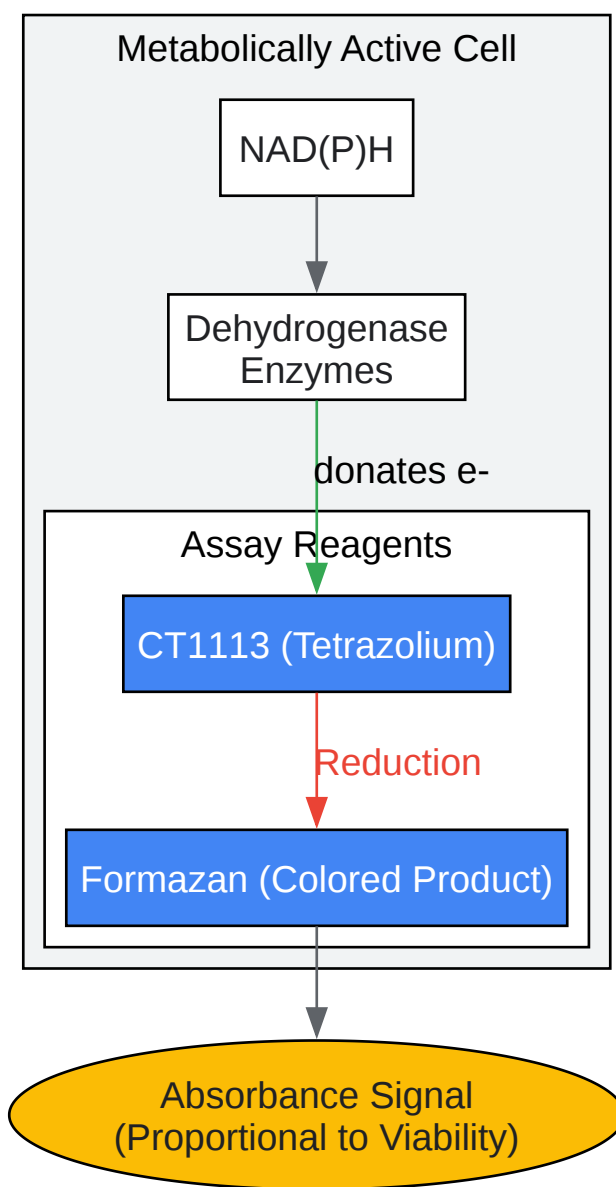 Metabolically Active Cell
NAD(P)H
Dehydrogenase
Enzymes
donates e-
Assay Reagents
CT1113 (Tetrazolium)
Reduction
Formazan (Colored Product)
Absorbance Signal
(Proportional to Viability)